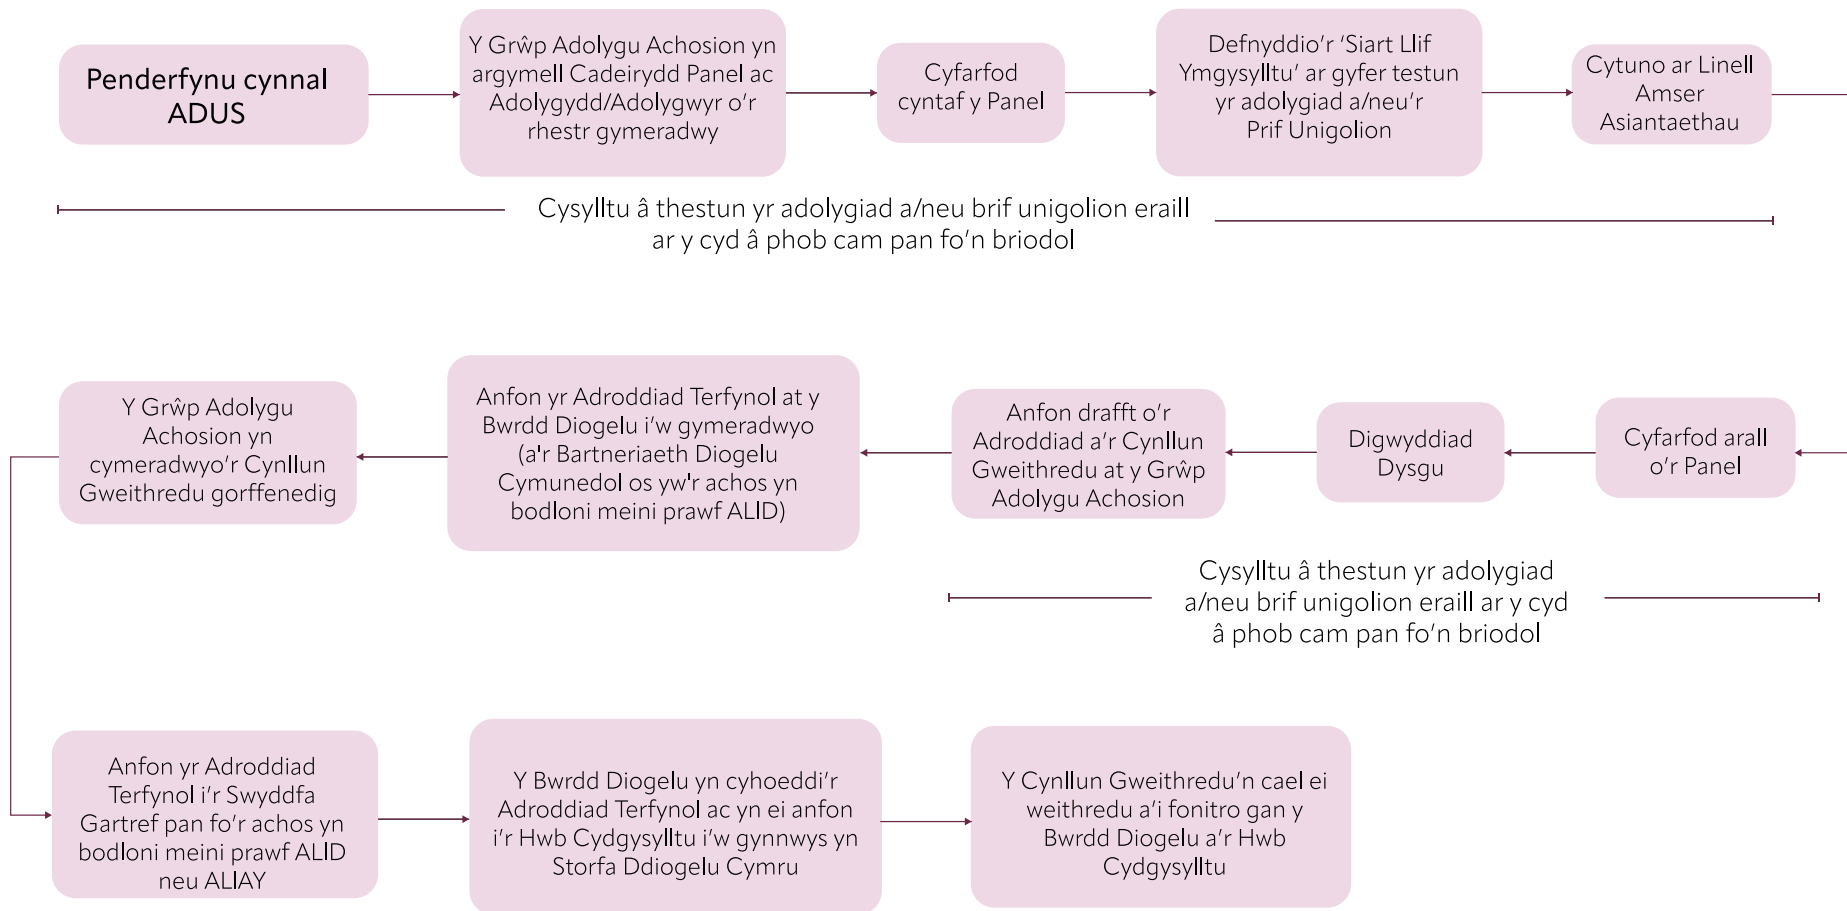 Penderfynu cynnal
ADUS
Y Grŵp Adolygu Achosion yn
argymell Cadeirydd Panel ac
Adolygydd/Adolygwyr o'r
rhestr gymeradwy
Cyfarfod
cyntaf y Panel
Defnyddio'r 'Siart Llif
Ymgysylltu' ar gyfer testun
yr adolygiad a/neu'r
Prif Unigolion
Cytuno ar Linell
Amser
Asiantaethau
Cysylltu â thestun yr adolygiad a/neu brif unigolion eraill
ar y cyd â phob cam pan fo'n briodol
Cyfarfod arall
o'r Panel
Digwyddiad
Dysgu
Anfon drafft o'r
Adroddiad a'r Cynllun
Gweithredu at y Grŵp
Adolygu Achosion
Anfon yr Adroddiad Terfynol at y
Bwrdd Diogelu i'w gymeradwyo
(a'r Bartneriaeth Diogelu
Cymunedol os yw'r achos yn
bodloni meini prawf ALlD)
Y Grŵp Adolygu
Achosion yn
cymeradwyo'r Cynllun
Gweithredu gorffenedig
Cysylltu â thestun yr adolygiad
a/neu brif unigolion eraill ar y cyd
â phob cam pan fo'n briodol
Anfon yr Adroddiad
Terfynol i'r Swyddfa
Gartref pan fo'r achos yn
bodloni meini prawf ALlD
neu ALlAY
Y Bwrdd Diogelu yn cyhoeddi'r
Adroddiad Terfynol ac yn ei anfon
i'r Hwb Cydgysylltu i'w gynnwys yn
Storfa Ddiogelu Cymru
Y Cynllun Gweithredu'n cael ei
weithredu a'i fonitro gan y
Bwrdd Diogelu a'r Hwb
Cydgysylltu